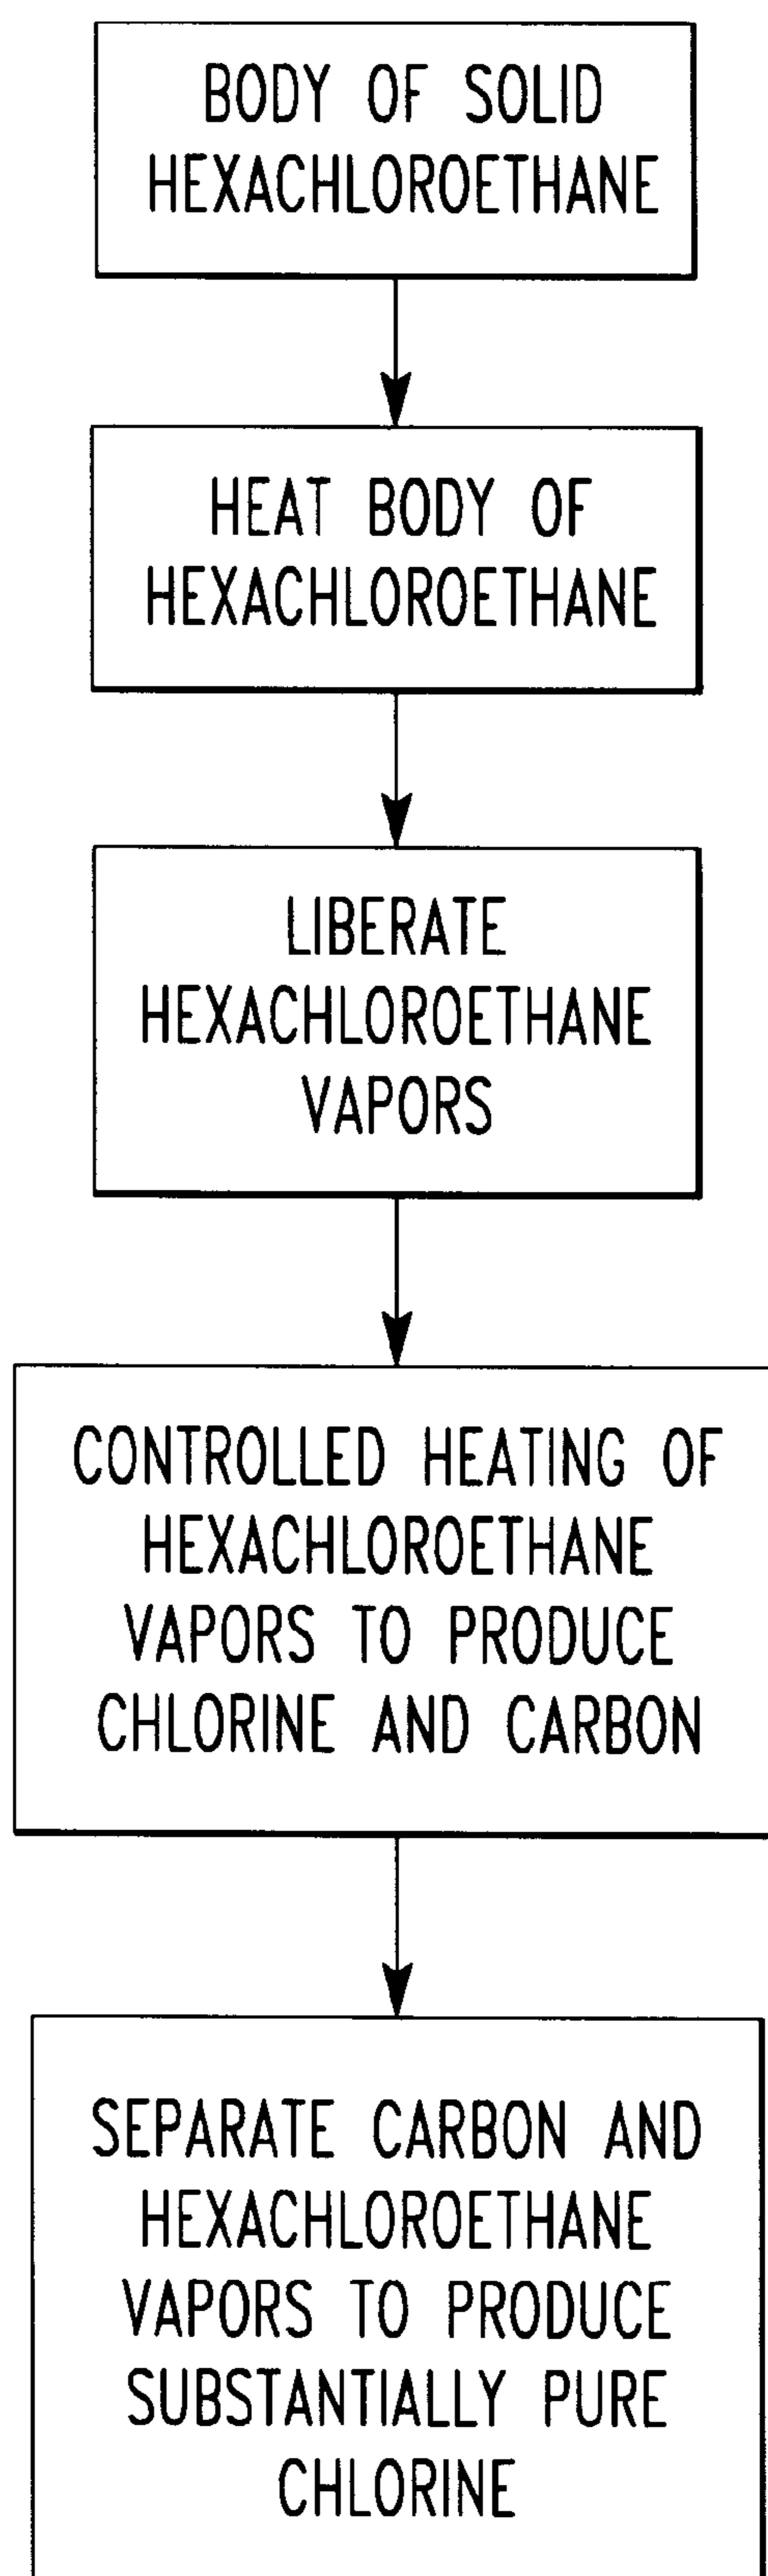 BODY OF SOLID
HEXACHLOROETHANE
HEAT BODY OF
HEXACHLOROETHANE
LIBERATE
HEXACHLOROETHANE
VAPORS
CONTROLLED HEATING OF
HEXACHLOROETHANE
VAPORS TO PRODUCE
CHLORINE AND CARBON
SEPARATE CARBON AND
HEXACHLOROETHANE
VAPORS TO PRODUCE
SUBSTANTIALLY PURE
CHLORINE